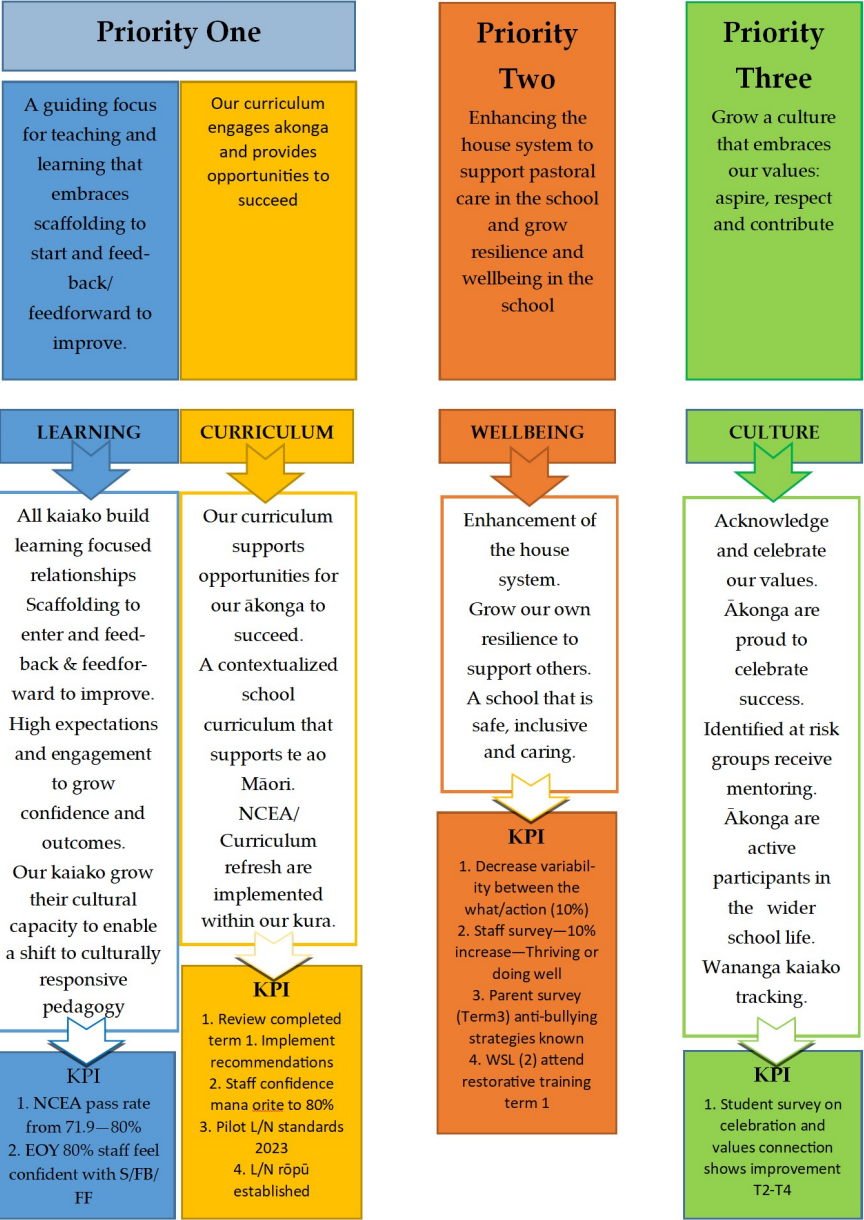 Priority One
A guiding focus
for teaching and
learning that
embraces
scaffolding to
start and feed-
back/
feedforward to
improve.
Our curriculum
engages akonga
and provides
opportunities to
succeed
Priority
Two
Enhancing the
house system to
support pastoral
care in the school
and grow
resilience and
wellbeing in the
school
Priority
Three
Grow a culture
that embraces
our values:
aspire, respect
and contribute
LEARNING
All kaiako build
learning focused
relationships
Scaffolding to
enter and feed-
back & feedfor-
ward to improve.
High expectations
and engagement
to grow
confidence and
outcomes.
Our kaiako grow
their cultural
capacity to enable
a shift to culturally
responsive
pedagogy
KPI
1. NCEA pass rate
from 71.9—80%
2. EOY 80% staff feel
confident with S/FB/
FF
CURRICULUM
Our curriculum
supports
opportunities for
our ākonga to
succeed.
A contextualized
school
curriculum that
supports te ao
Māori.
NCEA/
Curriculum
refresh are
implemented
within our kura.
KPI
1. Review completed
term 1. Implement
recommendations
2. Staff confidence
mana orite to 80%
3. Pilot L/N standards
2023
4. L/N rōpū
established
WELLBEING
Enhancement of
the house
system.
Grow our own
resilience to
support others.
A school that is
safe, inclusive
and caring.
KPI
1. Decrease variabil-
ity between the
what/action (10%)
2. Staff survey—10%
increase—Thriving or
doing well
3. Parent survey
(Term3) anti-bullying
strategies known
4. WSL (2) attend
restorative training
term 1
CULTURE
Acknowledge
and celebrate
our values.
Ākonga are
proud to
celebrate
success.
Identified at risk
groups receive
mentoring.
Ākonga are
active
participants in
the wider
school life.
Wananga kaiako
tracking.
KPI
1. Student survey on
celebration and
values connection
shows improvement
T2-T4